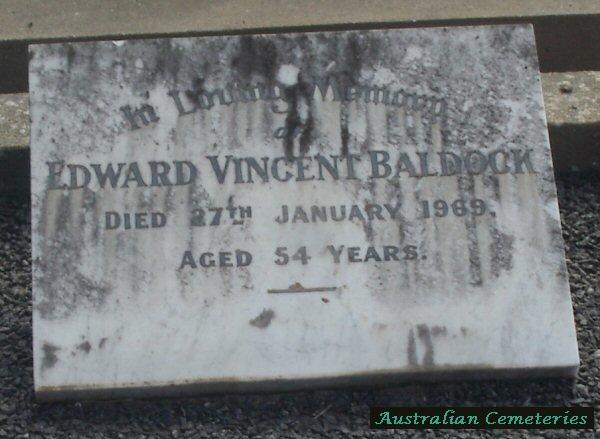 In Loving Memory
of
EDWARD VINCENT BALDOCK
DIED 27TH JANUARY 1969.
AGED 54 YEARS.
Australian Cemeteries